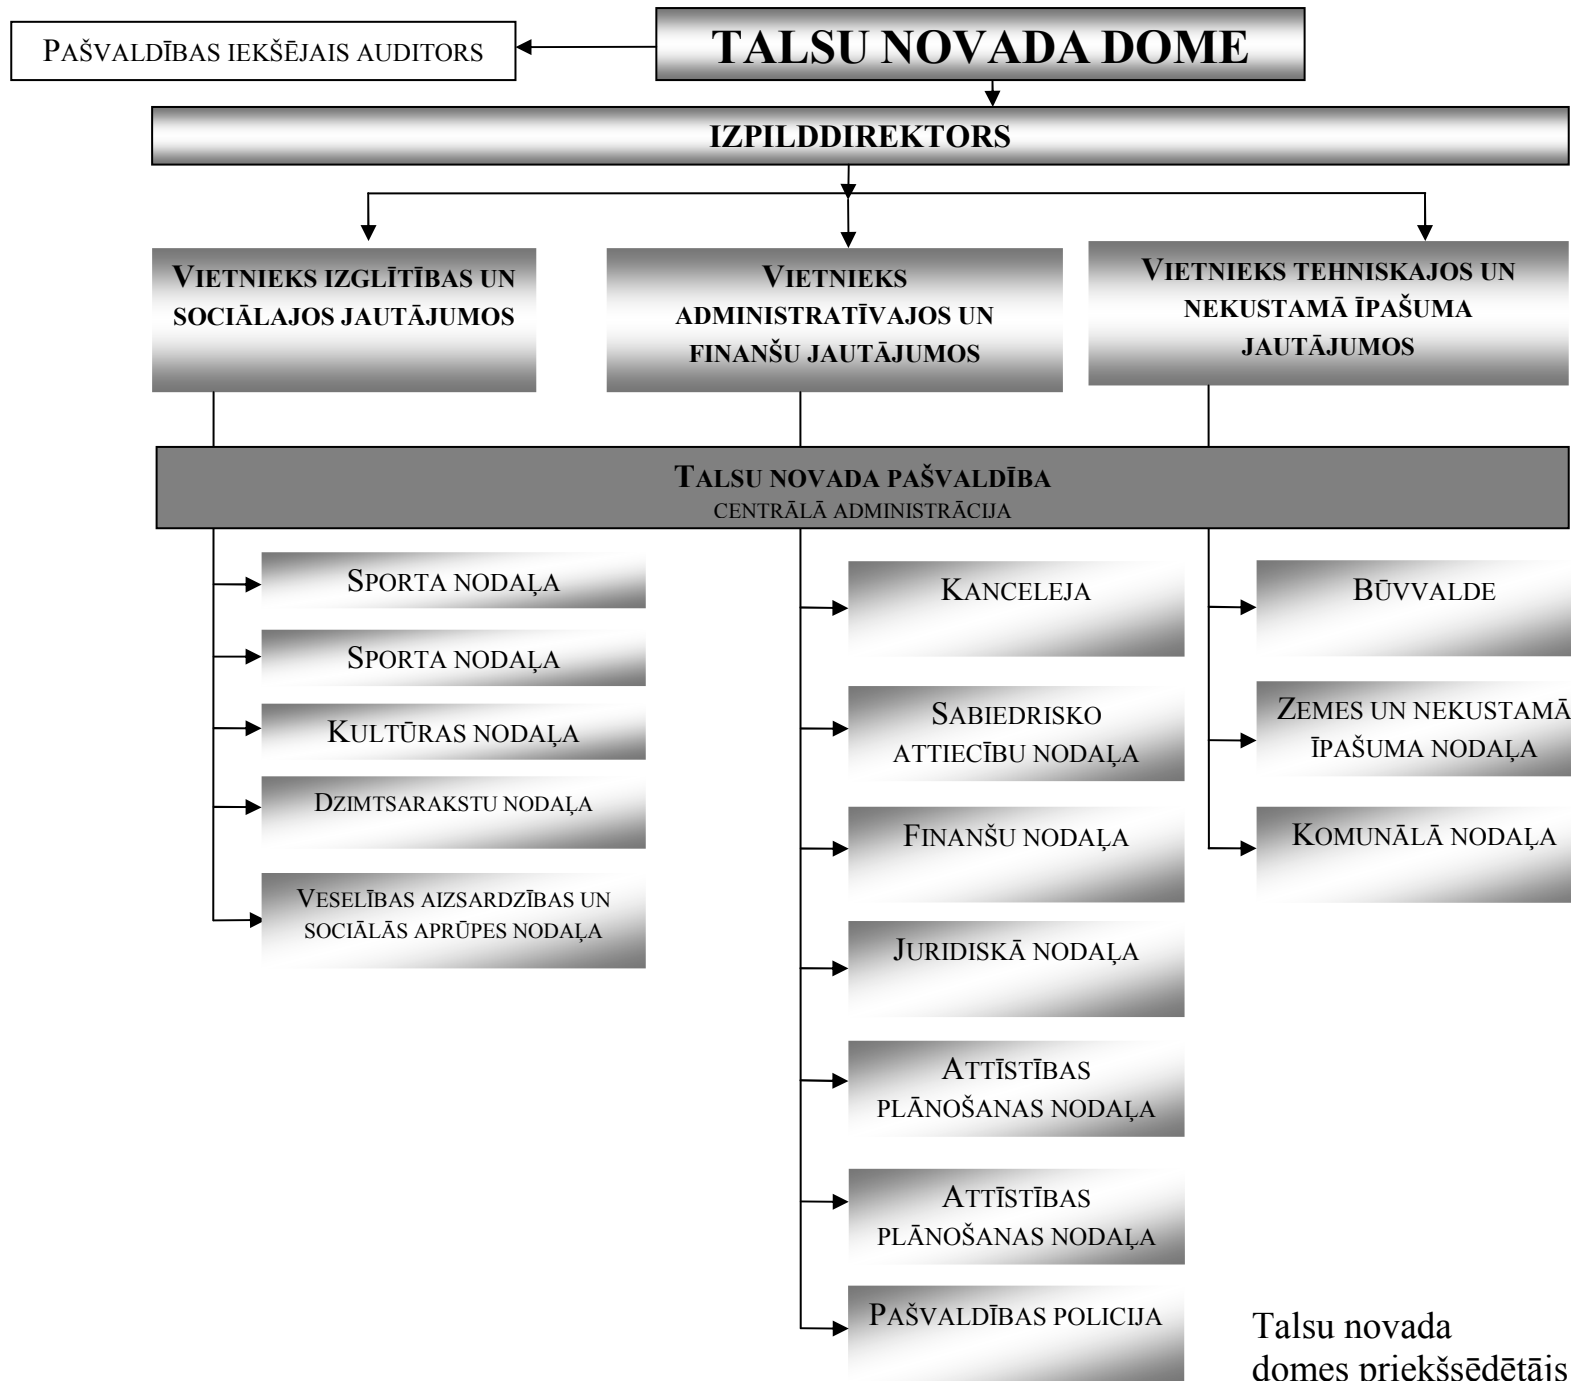 PAŠVALDĪBAS IEKŠĒJAIS AUDITORS
TALSU NOVADA DOME
IZPILDDIREKTORS
VIETNIEKS IZGLĪTĪBAS UN
SOCIĀLAJOS JAUTĀJUMOS
VIETNIEKS
ADMINISTRATĪVAJOS UN
FINANŠU JAUTĀJUMOS
VIETNIEKS TEHNISKAJOS UN
NEKUSTAMĀ ĪPAŠUMA
JAUTĀJUMOS
TALSU NOVADA PAŠVALDĪBA
CENTRĀLĀ ADMINISTRĀCIJA
SPORTA NODAĻA
SPORTA NODAĻA
KULTŪRAS NODAĻA
DZIMTSARAKSTU NODAĻA
VESELĪBAS AIZSARDZĪBAS UN
SOCIĀLĀS APRŪPES NODAĻA
KANCELEJA
SABIEDRISKO
ATTIECĪBU NODAĻA
FINANŠU NODAĻA
JURIDISKĀ NODAĻA
ATTĪSTĪBAS
PLĀNOŠANAS NODAĻA
ATTĪSTĪBAS
PLĀNOŠANAS NODAĻA
PAŠVALDĪBAS POLICIJA
BŪVVALDE
ZEMES UN NEKUSTAMĀ
ĪPAŠUMA NODAĻA
KOMUNĀLĀ NODAĻA
Talsu novada
domes priekšsēdētājs